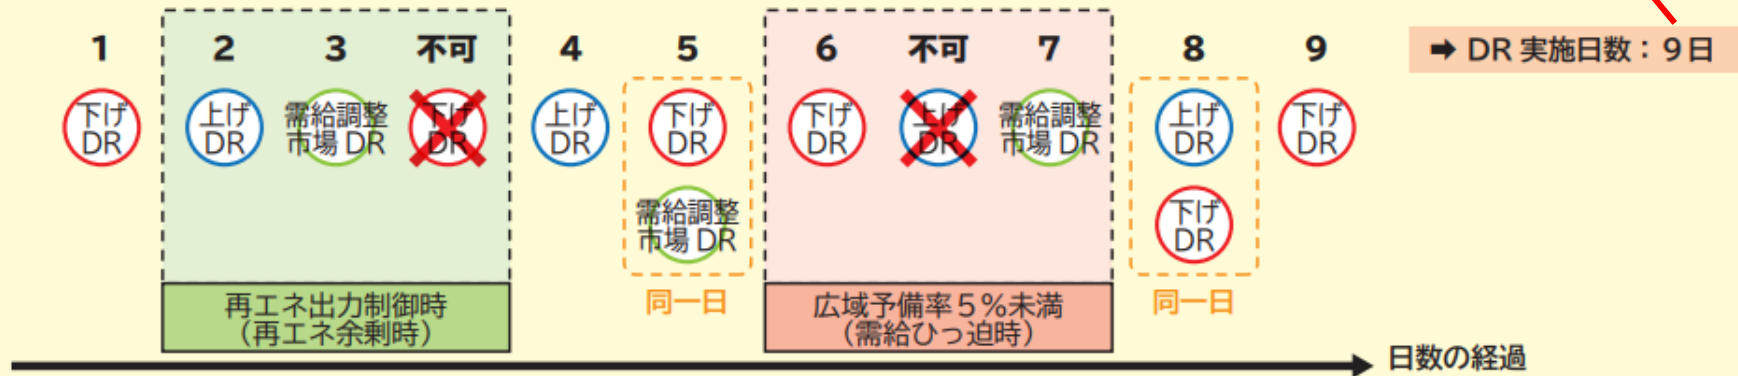 1 2 3 不可 4 5 6 不可 7 8 9
➡ DR 実施日数：９日
下げ
DR
上げ
DR
需給調整
市場 DR
下げ
DR
上げ
DR
下げ
DR
下げ
DR
上げ
DR
需給調整
市場 DR
上げ
DR
下げ
DR
需給調整
市場 DR
下げ
DR
再エネ出力制御時
（再エネ余剰時）
同一日
広域予備率５％未満
（需給ひっ迫時）
同一日
日数の経過